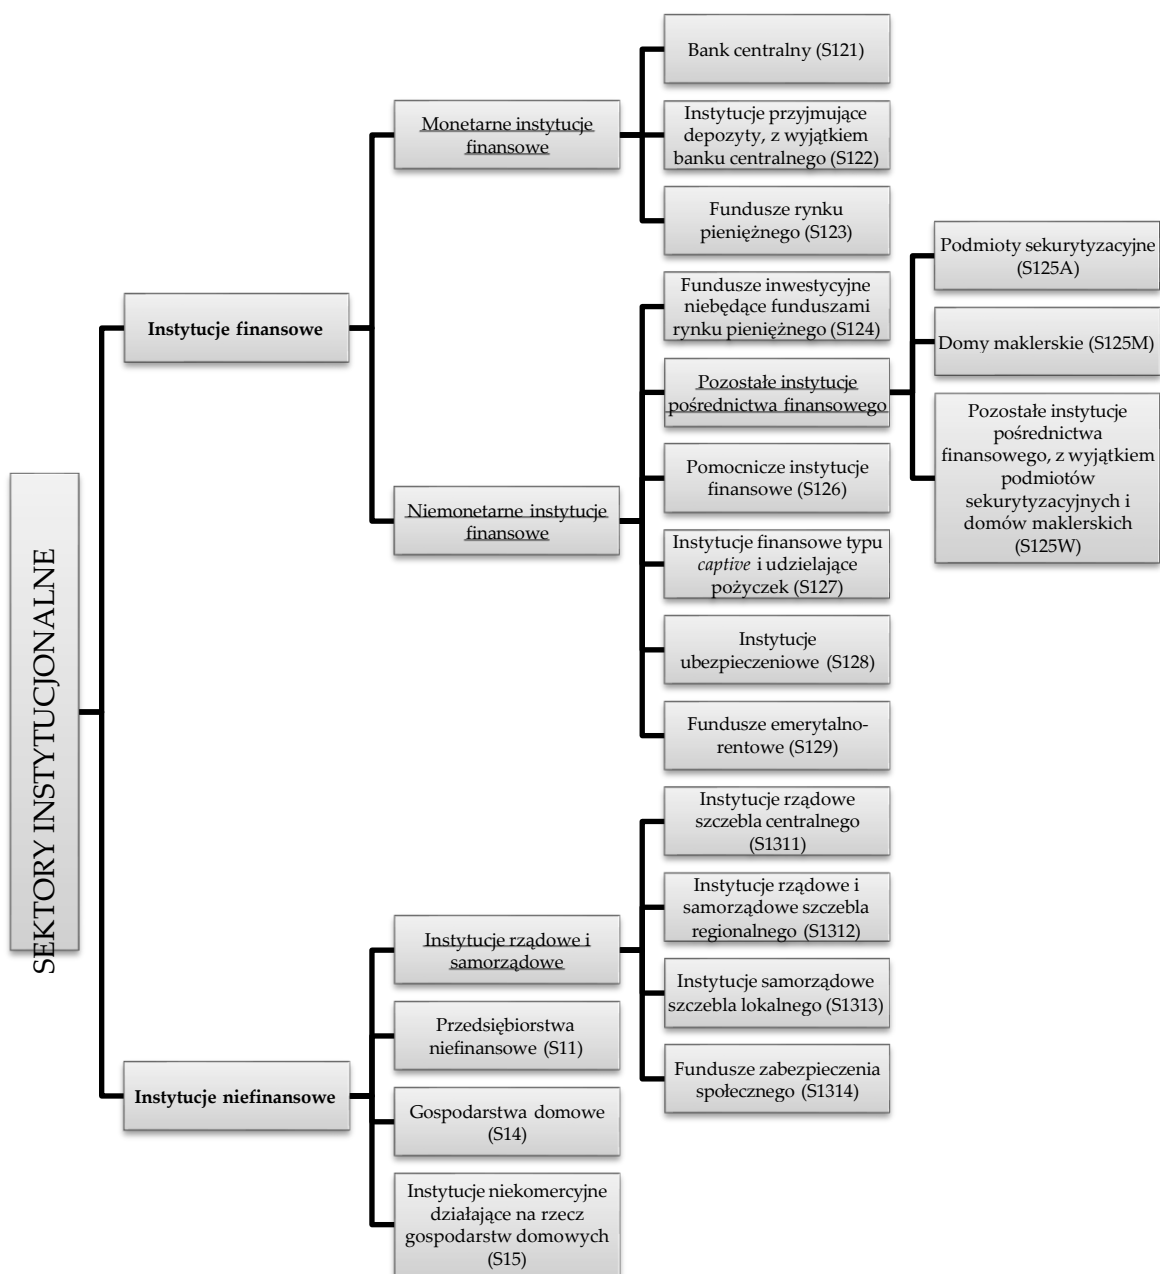 SEKTORY INSTYTUCJONALNE
Instytucje finansowe
Monetarne instytucje
finansowe
Bank centralny (S121)
Instytucje przyjmujące
depozyty, z wyjątkiem
banku centralnego (S122)
Fundusze rynku
pieniężnego (S123)
Niemonetarne instytucje
finansowe
Fundusze inwestycyjne
niebędące funduszami
rynku pieniężnego (S124)
Pozostałe instytucje
pośrednictwa finansowego
Podmioty sekurytyzacyjne
(S125A)
Domy maklerskie (S125M)
Pozostałe instytucje
pośrednictwa
finansowego, z wyjątkiem
podmiotów
sekurytyzacyjnych i
domów maklerskich
(S125W)
Pomocnicze instytucje
finansowe (S126)
Instytucje finansowe typu
captive i udzielające
pożyczek (S127)
Instytucje
ubezpieczeniowe (S128)
Fundusze emerytalno-
rentowe (S129)
Instytucje niefinansowe
Instytucje rządowe i
samorządowe
Instytucje rządowe
szczebla centralnego
(S1311)
Instytucje rządowe i
samorządowe szczebla
regionalnego (S1312)
Instytucje samorządowe
szczebla lokalnego (S1313)
Fundusze zabezpieczenia
społecznego (S1314)
Przedsiębiorstwa
niefinansowe (S11)
Gospodarstwa domowe
(S14)
Instytucje niekomercyjne
działające na rzecz
gospodarstw domowych
(S15)